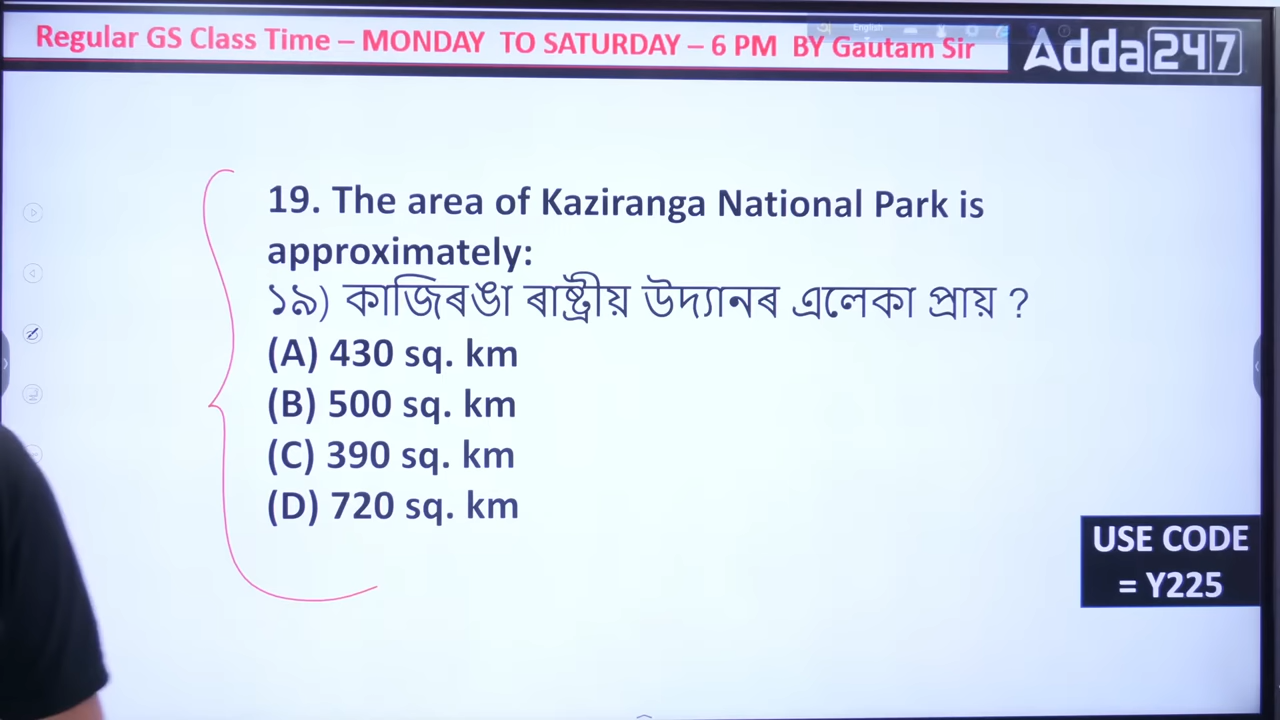 Regular GS Class Time – MONDAY TO SATURDAY – 6 PM BY Gautam Sir
English
Adda247
19. The area of Kaziranga National Park is
approximately:
১৯) কাজিৰঙা ৰাষ্ট্ৰীয় উদ্যানৰ এলেকা প্ৰায় ?
(A) 430 sq. km
(B) 500 sq. km
(C) 390 sq. km
(D) 720 sq. km
USE CODE
= Y225